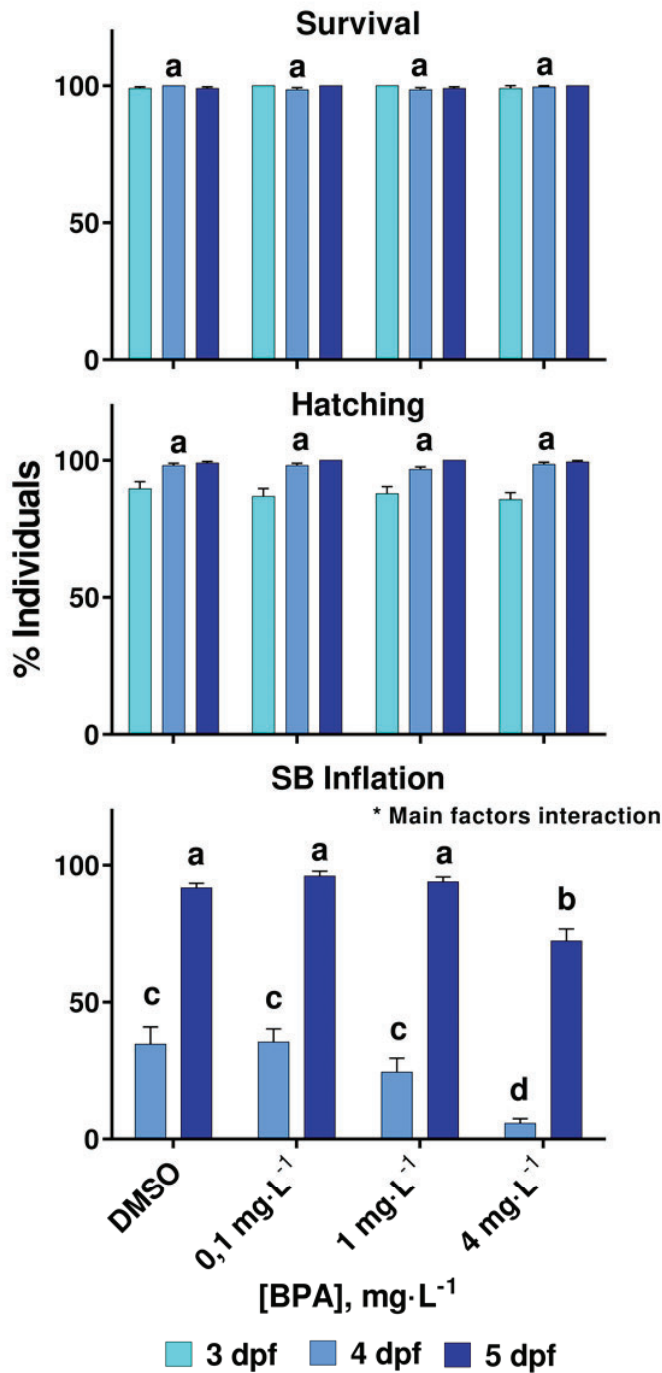 Survival
a a a a
100
50
0
Hatching
a a a a
100
50
0
% Individuals
SB Inflation
* Main factors interaction
a a a b
100
c c c d
50
0
DMSO
0,1 mg·L⁻¹
1 mg·L⁻¹
4 mg·L⁻¹
[BPA], mg·L⁻¹
3 dpf 4 dpf 5 dpf